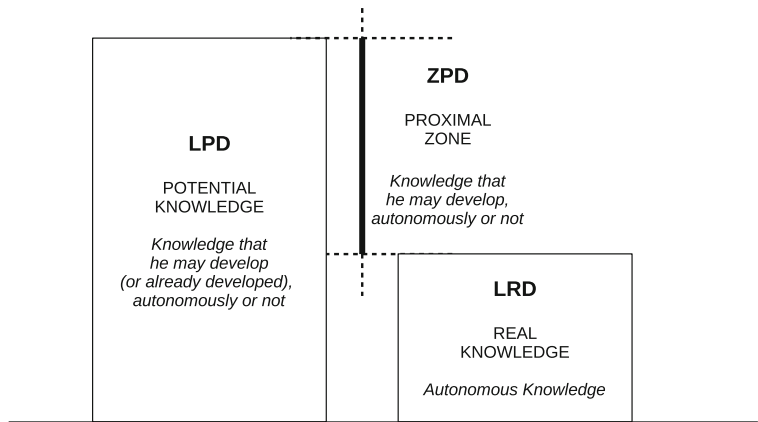 LPD
POTENTIAL
KNOWLEDGE
Knowledge that
he may develop
(or already developed),
autonomously or not
ZPD
PROXIMAL
ZONE
Knowledge that
he may develop,
autonomously or not
LRD
REAL
KNOWLEDGE
Autonomous Knowledge